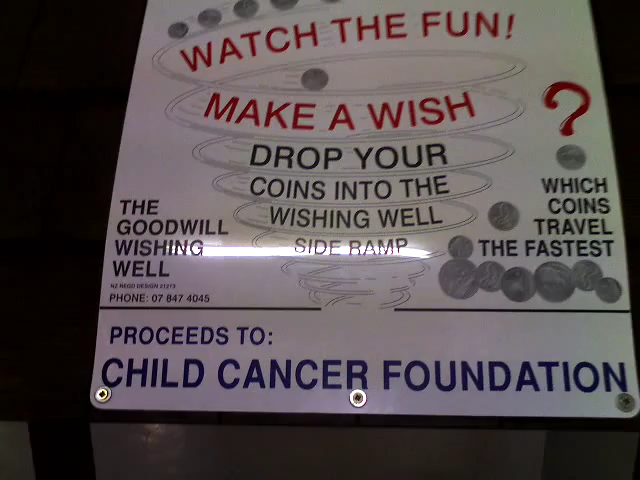 WATCH THE FUN!
MAKE A WISH
?
DROP YOUR
COINS INTO THE
WISHING WELL
SIDE RAMP
WHICH
COINS
TRAVEL
THE FASTEST
THE
GOODWILL
WISHING
WELL
NZ REGD DESIGN 21273
PHONE: 07 847 4045
PROCEEDS TO:
CHILD CANCER FOUNDATION